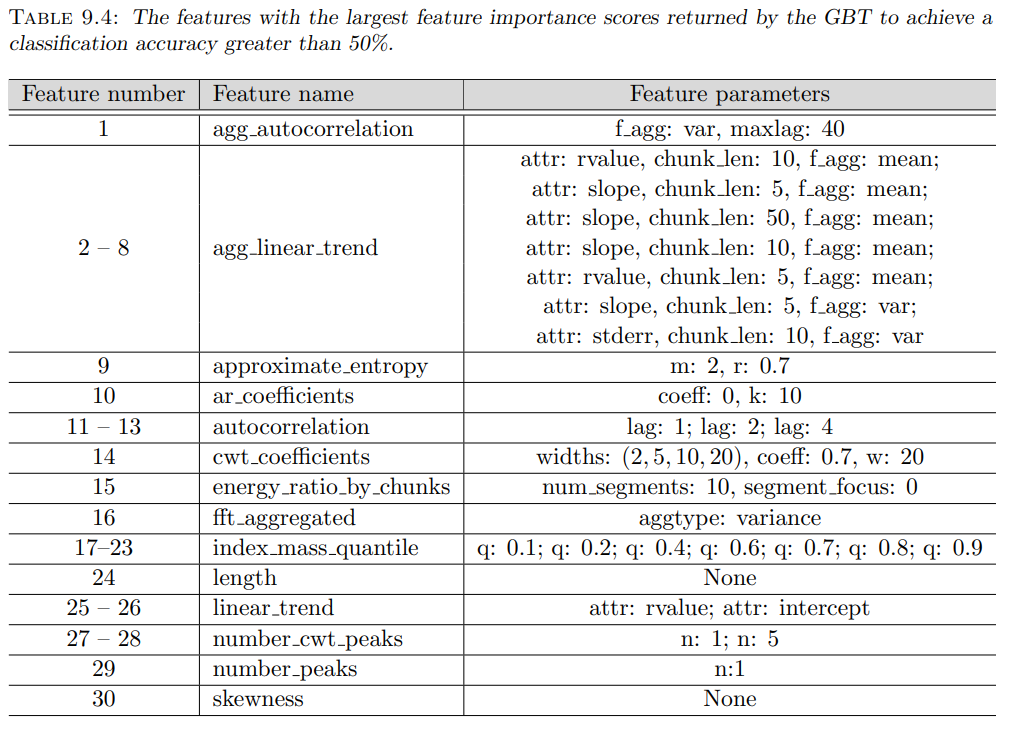 TABLE 9.4: The features with the largest feature importance scores returned by the GBT to achieve a
classification accuracy greater than 50%.
Feature number Feature name Feature parameters
1 agg_autocorrelation f_agg: var, maxlag: 40
attr: rvalue, chunk_len: 10, f_agg: mean;
attr: slope, chunk_len: 5, f_agg: mean;
attr: slope, chunk_len: 50, f_agg: mean;
2 – 8 agg_linear_trend attr: slope, chunk_len: 10, f_agg: mean;
attr: rvalue, chunk_len: 5, f_agg: mean;
attr: slope, chunk_len: 5, f_agg: var;
attr: stderr, chunk_len: 10, f_agg: var
9 approximate_entropy m: 2, r: 0.7
10 ar_coefficients coeff: 0, k: 10
11 – 13 autocorrelation lag: 1; lag: 2; lag: 4
14 cwt_coefficients widths: (2, 5, 10, 20), coeff: 0.7, w: 20
15 energy_ratio_by_chunks num_segments: 10, segment_focus: 0
16 fft_aggregated aggtype: variance
17–23 index_mass_quantile q: 0.1; q: 0.2; q: 0.4; q: 0.6; q: 0.7; q: 0.8; q: 0.9
24 length None
25 – 26 linear_trend attr: rvalue; attr: intercept
27 – 28 number_cwt_peaks n: 1; n: 5
29 number_peaks n:1
30 skewness None